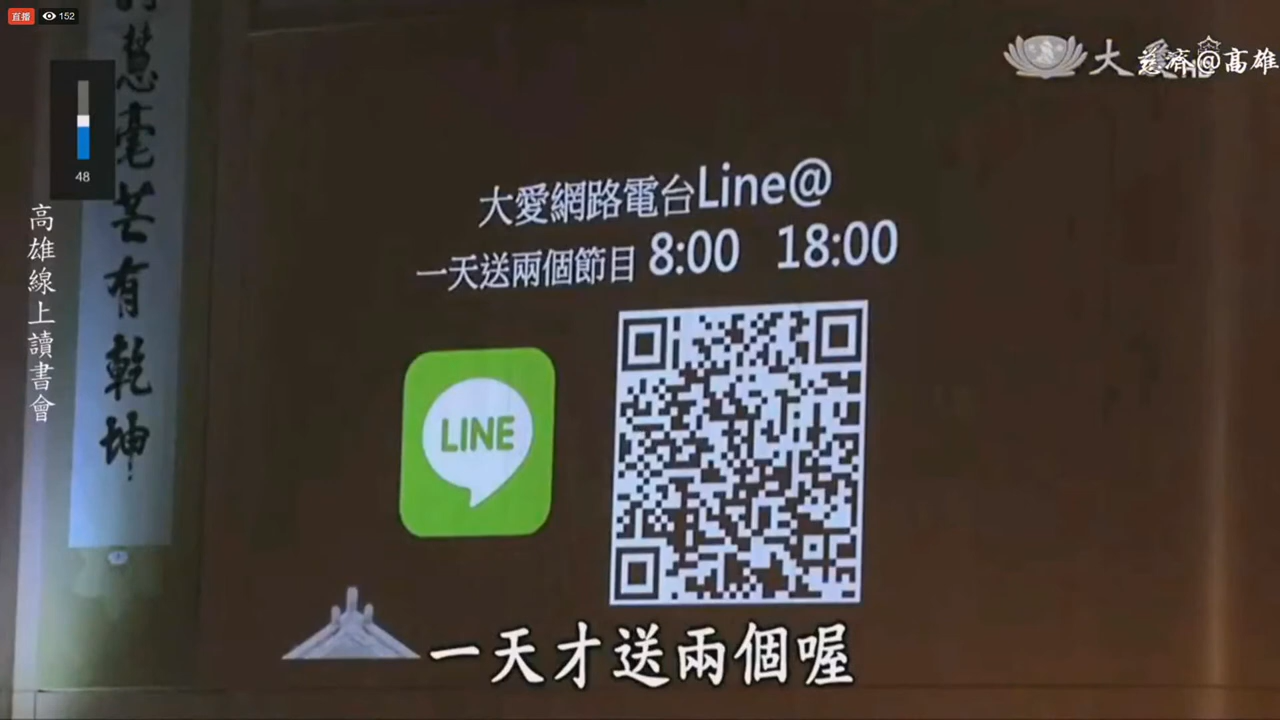 直播 152
48
慧毫芒有乾坤
高雄線上讀書會
大愛
慈濟@高雄
大愛網路電台Line@
一天送兩個節目 8:00 18:00
LINE
一天才送兩個喔